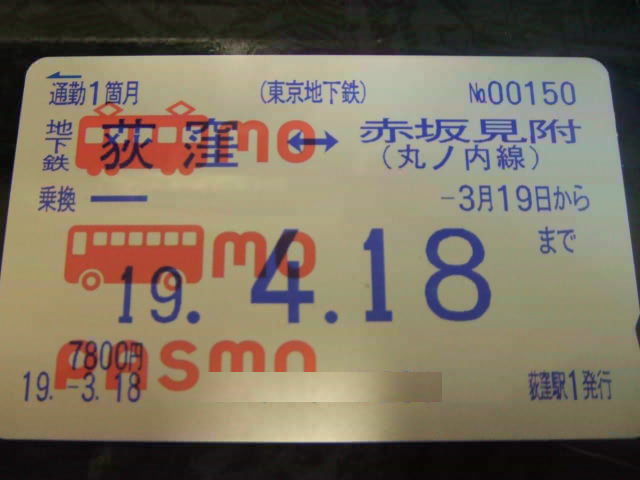 通勤1箇月 (東京地下鉄) №00150
地下鉄 荻窪 ↔ 赤坂見附
(丸ノ内線)
乗換 ー -3月19日から
mo
mo
19. 4.18 まで
7800円
PASMO
19.-3.18 荻窪駅1発行